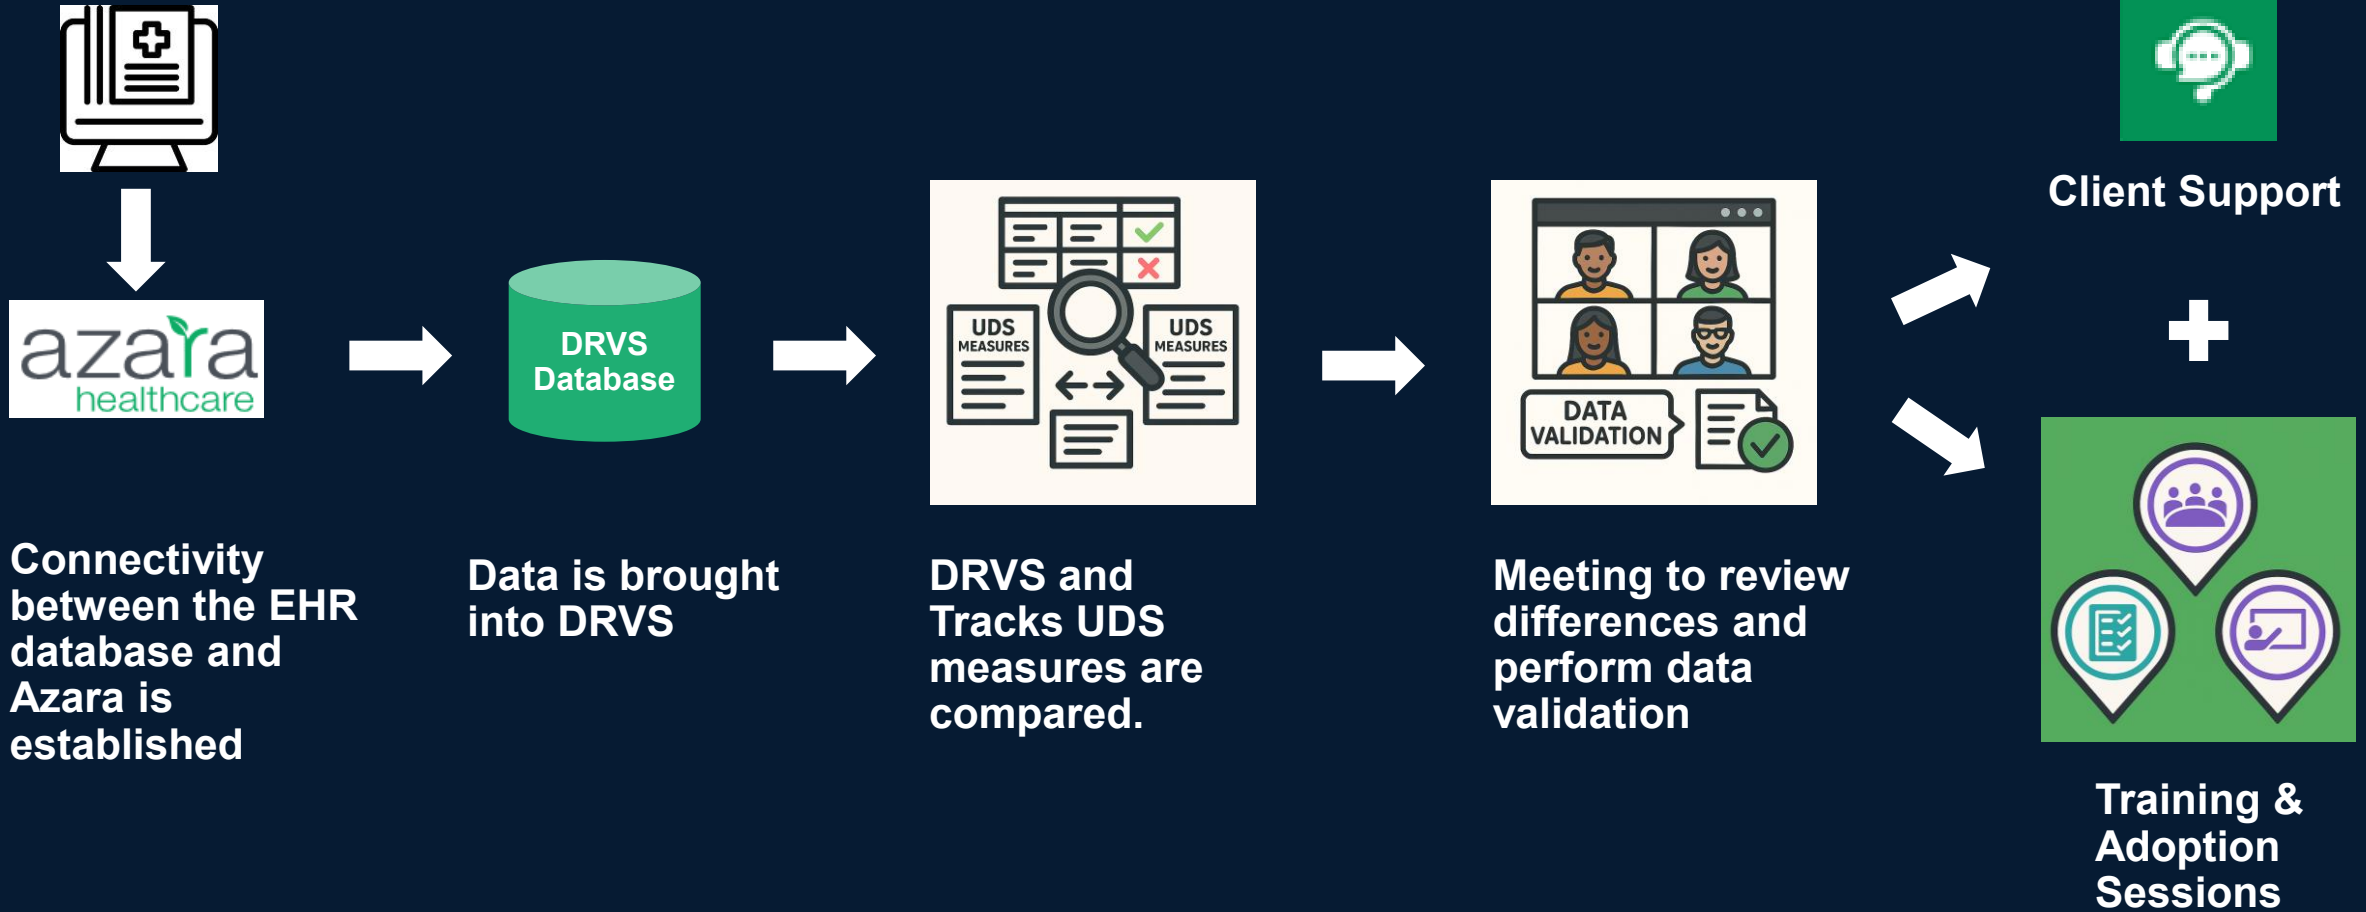 azara
healthcare
Connectivity
between the EHR
database and
Azara is
established
DRVS
Database
Data is brought
into DRVS
UDS
MEASURES
UDS
MEASURES
DRVS and
Tracks UDS
measures are
compared.
DATA
VALIDATION
Meeting to review
differences and
perform data
validation
Client Support
Training &
Adoption
Sessions